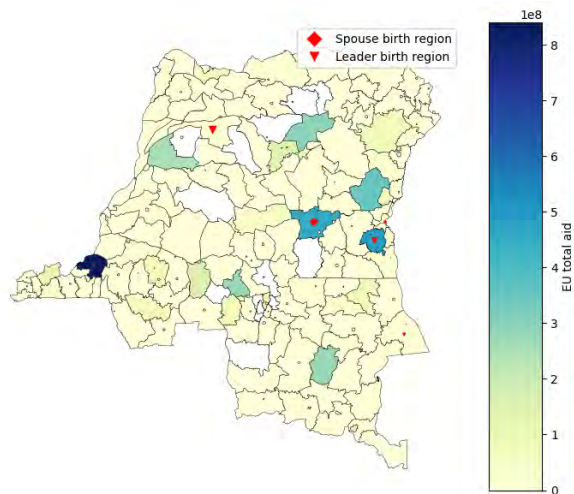 1e8
Spouse birth region
Leader birth region
8
7
6
5
4
3
2
1
0
EU total aid